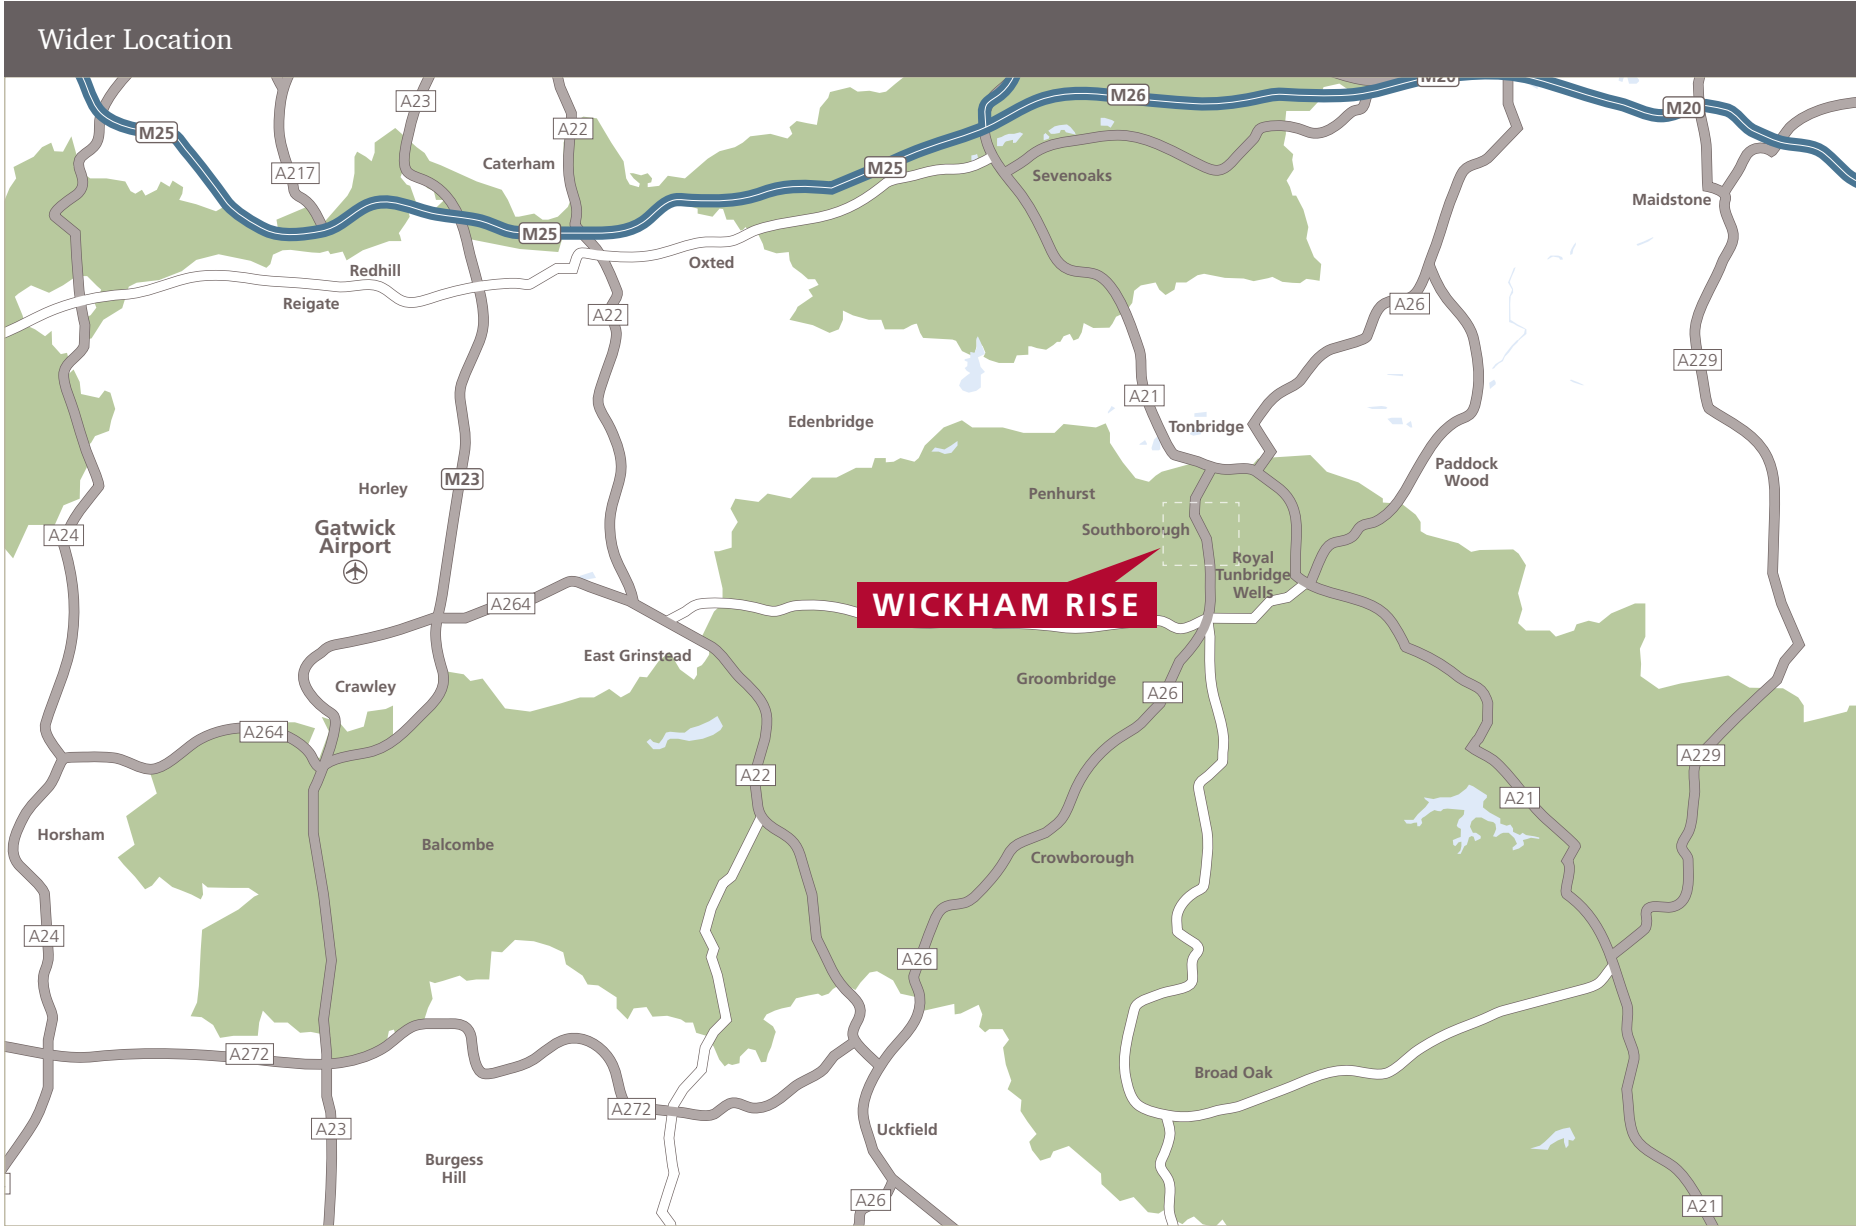 Wider Location
M20
A23
M26
M20
A22
M25
Caterham
M25
A217
Sevenoaks
Maidstone
M25
Redhill
Oxted
Reigate
A22
A26
A229
A21
Edenbridge
Tonbridge
Paddock
Wood
M23
Horley
Penhurst
Gatwick
Airport
Southborough
A24
Royal
Tunbridge
Wells
A264
WICKHAM RISE
East Grinstead
Groombridge
Crawley
A26
A264
A229
A22
A21
Horsham
Balcombe
Crowborough
A24
A26
A272
Broad Oak
A272
A23
Uckfield
Burgess
Hill
A26
A21